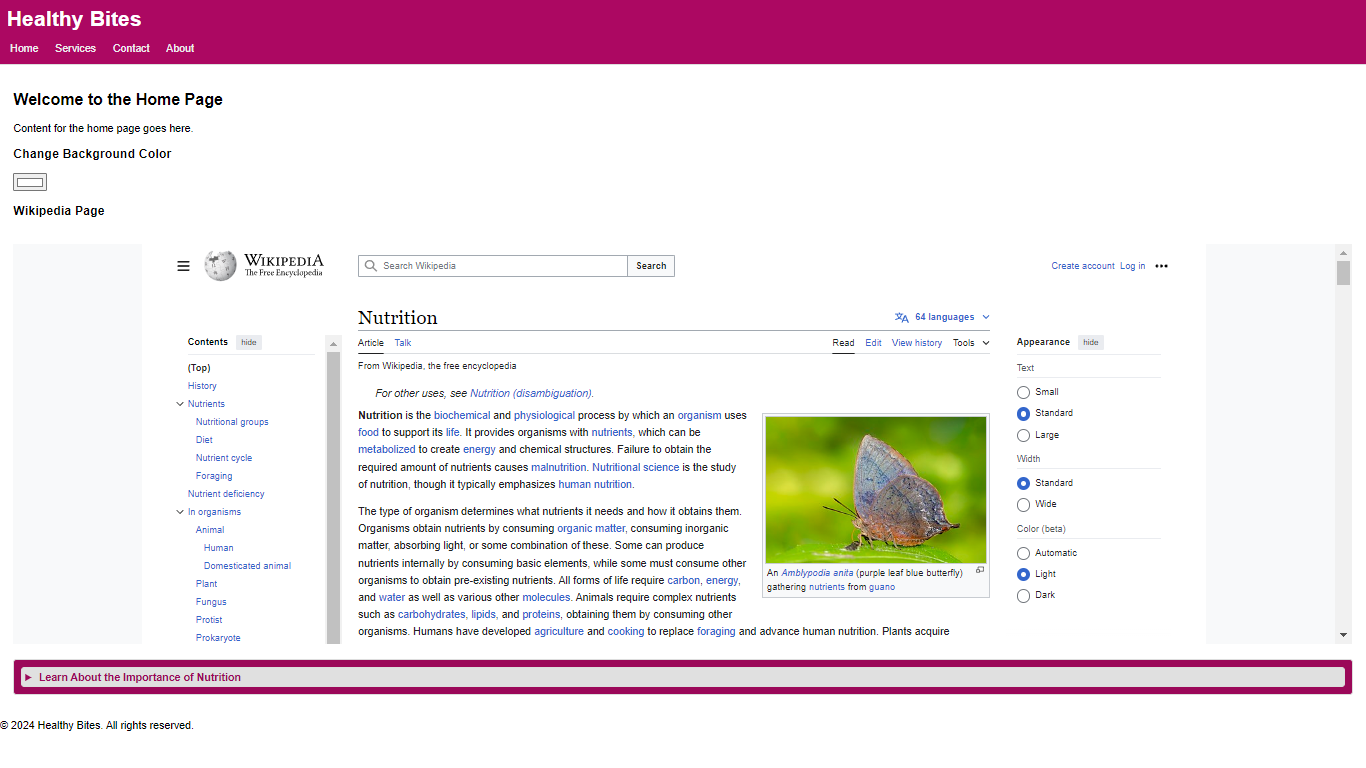 Healthy Bites
Home Services Contact About
Welcome to the Home Page
Content for the home page goes here.
Change Background Color
Wikipedia Page
WIKIPEDIA
The Free Encyclopedia
Search Wikipedia Search
Create account Log in
Contents hide
(Top)
History
Nutrients
Nutritional groups
Diet
Nutrient cycle
Foraging
Nutrient deficiency
In organisms
Animal
Human
Domesticated animal
Plant
Fungus
Protist
Prokaryote
Nutrition
64 languages
Article Talk Read Edit View history Tools
From Wikipedia, the free encyclopedia
For other uses, see Nutrition (disambiguation).
Nutrition is the biochemical and physiological process by which an organism uses
food to support its life. It provides organisms with nutrients, which can be
metabolized to create energy and chemical structures. Failure to obtain the
required amount of nutrients causes malnutrition. Nutritional science is the study
of nutrition, though it typically emphasizes human nutrition.
The type of organism determines what nutrients it needs and how it obtains them.
Organisms obtain nutrients by consuming organic matter, consuming inorganic
matter, absorbing light, or some combination of these. Some can produce
nutrients internally by consuming basic elements, while some must consume other
organisms to obtain pre-existing nutrients. All forms of life require carbon, energy,
and water as well as various other molecules. Animals require complex nutrients
such as carbohydrates, lipids, and proteins, obtaining them by consuming other
organisms. Humans have developed agriculture and cooking to replace foraging and advance human nutrition. Plants acquire
An Amblypodia anita (purple leaf blue butterfly)
gathering nutrients from guano
Appearance hide
Text
Small
Standard
Large
Width
Standard
Wide
Color (beta)
Automatic
Light
Dark
Learn About the Importance of Nutrition
© 2024 Healthy Bites. All rights reserved.